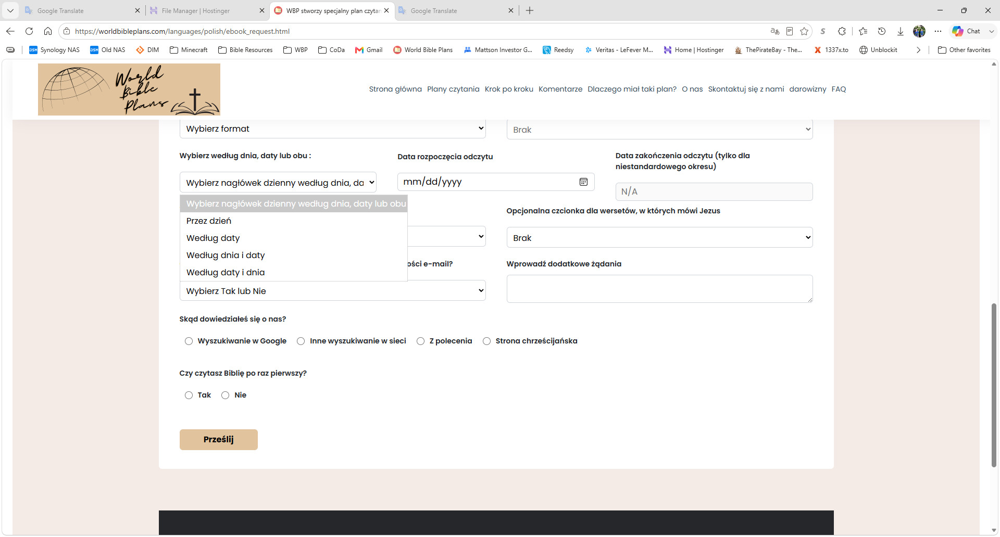 Google Translate
File Manager | Hostinger
WBP stworzy specjalny plan czytan
Google Translate
https://worldbibleplans.com/languages/polish/ebook_request.html
Chat
Synology NAS
Old NAS
DIM
Minecraft
Bible Resources
WBP
CoDa
Gmail
World Bible Plans
Mattson Investor G...
Reedsy
Veritas - LeFever M...
Home | Hostinger
ThePirateBay - The...
1337x.to
Unblockit
Other favorites
World
Bible
Plans
Strona główna Plany czytania Krok po kroku Komentarze Dlaczego miał taki plan? O nas Skontaktuj się z nami darowizny FAQ
Wybierz format
Brak
Wybierz według dnia, daty lub obu :
Data rozpoczęcia odczytu
Data zakończenia odczytu (tylko dla
niestandardowego okresu)
Wybierz nagłówek dzienny według dnia, da
mm/dd/yyyy
N/A
Wybierz nagłówek dzienny według dnia, daty lub obu
Przez dzień
Według daty
Według dnia i daty
Według daty i dnia
Opcjonalna czcionka dla wersetów, w których mówi Jezus
Brak
ości e-mail?
Wprowadź dodatkowe żądania
Wybierz Tak lub Nie
Skąd dowiedziałeś się o nas?
Wyszukiwanie w Google
Inne wyszukiwanie w sieci
Z polecenia
Strona chrześcijańska
Czy czytasz Biblię po raz pierwszy?
Tak
Nie
Prześlij